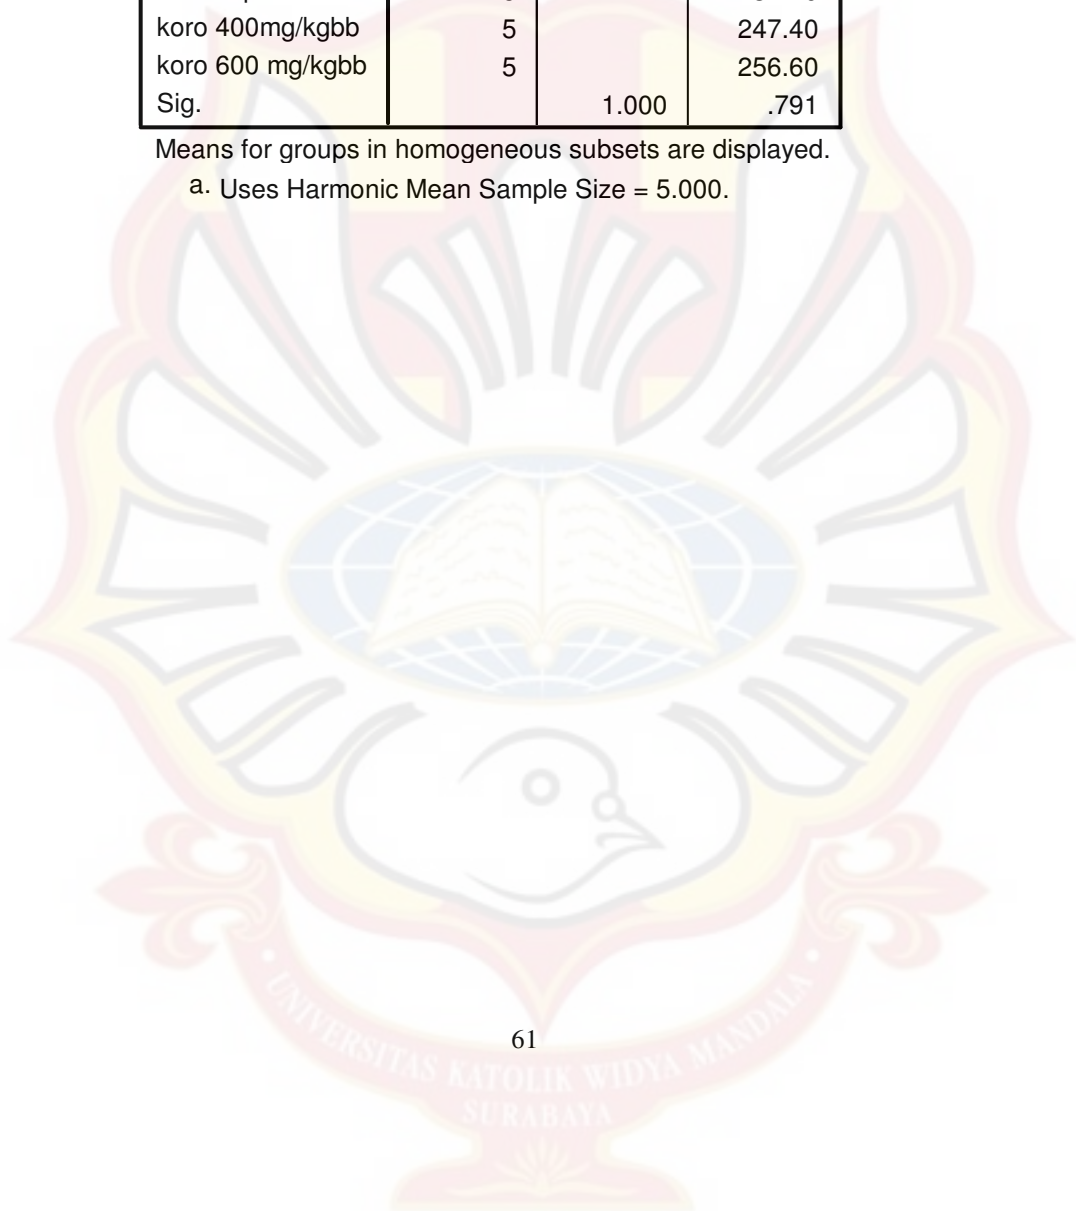 koro 400mg/kgbb 5 247.40
koro 600 mg/kgbb 5 256.60
Sig. 1.000 .791
Means for groups in homogeneous subsets are displayed.
a. Uses Harmonic Mean Sample Size = 5.000.
61
UNIVERSITAS KATOLIK WIDYA MANDALA
SURABAYA